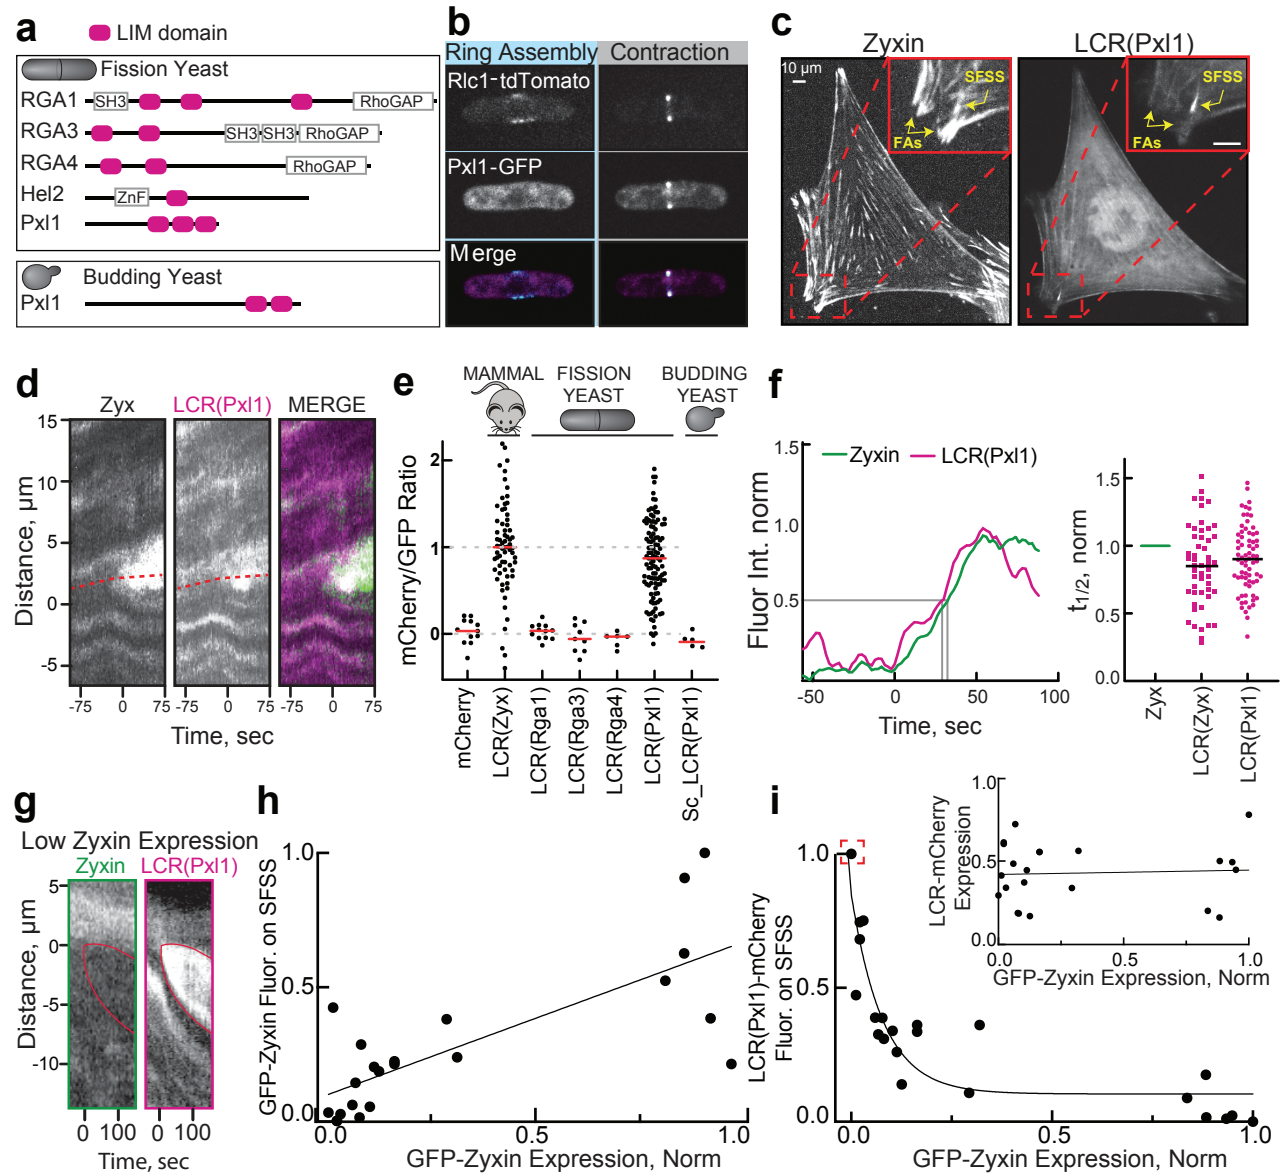 a
LIM domain
Fission Yeast
RGA1
SH3
RhoGAP
RGA3
SH3
SH3
RhoGAP
RGA4
RhoGAP
Hel2
ZnF
Pxl1
Budding Yeast
Pxl1
b
Ring Assembly
Contraction
Rlc1-tdTomato
Pxl1-GFP
Merge
c
Zyxin
LCR(Pxl1)
10 µm
SFSS
FAs
SFSS
FAs
d
Zyx
LCR(Pxl1)
MERGE
Distance, µm
15
10
5
0
-5
-75
0
75
-75
0
75
-75
0
75
Time, sec
e
MAMMAL
FISSION
YEAST
BUDDING
YEAST
mCherry/GFP Ratio
2
1
0
mCherry
LCR(Zyx)
LCR(Rga1)
LCR(Rga3)
LCR(Rga4)
LCR(Pxl1)
Sc_LCR(Pxl1)
f
Zyxin
LCR(Pxl1)
Fluor Int. norm
1.5
1.0
0.5
-50
0
50
100
Time, sec
t1/2, norm
1.5
1.0
0.5
0.0
Zyx
LCR(Zyx)
LCR(Pxl1)
g
Low Zyxin Expression
Zyxin
LCR(Pxl1)
Distance, µm
5
0
-5
-10
0
100
0
100
Time, sec
h
GFP-Zyxin Fluor. on SFSS
1.0
0.5
0.0
0.0
0.5
1.0
GFP-Zyxin Expression, Norm
i
LCR(Pxl1)-mCherry
Fluor. on SFSS
1.0
0.5
0.0
0.0
0.5
1.0
GFP-Zyxin Expression, Norm
LCR-mCherry
Expression
1.0
0.5
0.0
0.0
0.5
1.0
GFP-Zyxin Expression, Norm